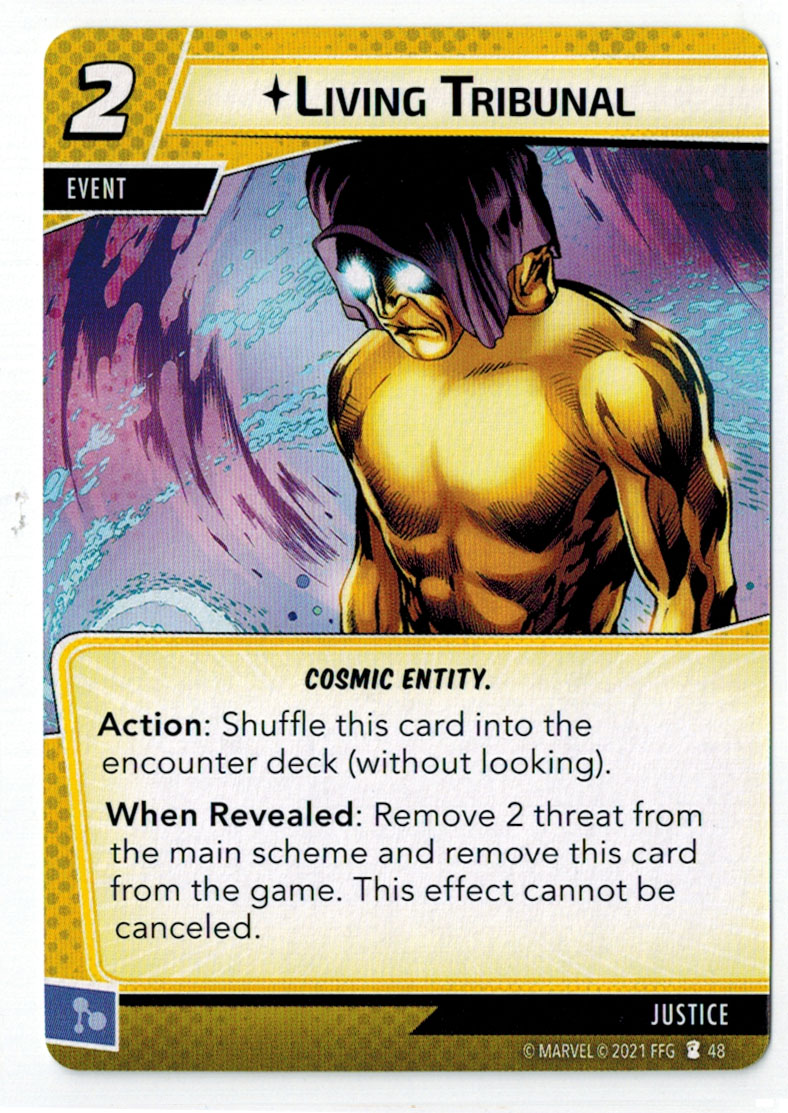 2
✦LIVING TRIBUNAL
EVENT
COSMIC ENTITY.
Action: Shuffle this card into the
encounter deck (without looking).
When Revealed: Remove 2 threat from
the main scheme and remove this card
from the game. This effect cannot be
canceled.
JUSTICE
© MARVEL © 2021 FFG 48